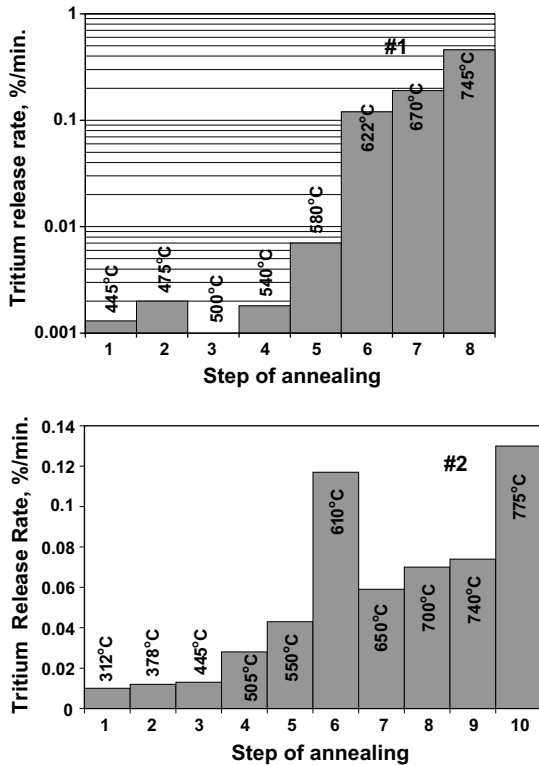 Tritium release rate, %/min.
1
0.1
0.01
0.001
#1
445°C
475°C
500°C
540°C
580°C
622°C
670°C
745°C
1 2 3 4 5 6 7 8
Step of annealing
Tritium Release Rate, %/min.
0.14
0.12
0.1
0.08
0.06
0.04
0.02
0
#2
312°C
378°C
445°C
505°C
550°C
610°C
650°C
700°C
740°C
775°C
1 2 3 4 5 6 7 8 9 10
Step of annealing